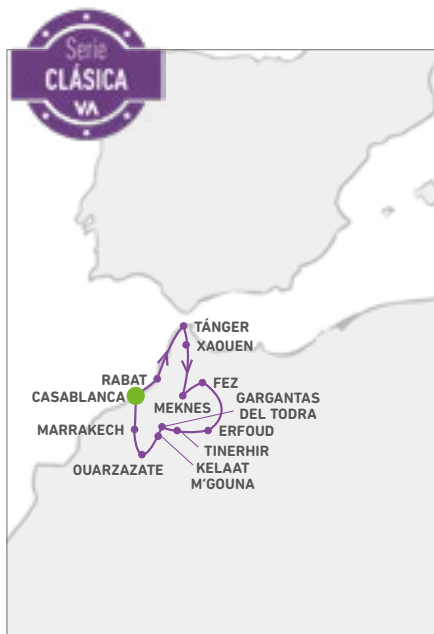 Serie
CLÁSICA
VA
TÁNGER
XAOUEN
RABAT
CASABLANCA
FEZ
MEKNES
GARGANTAS
DEL TODRA
MARRAKECH
ERFOUD
TINERHIR
OUARZAZATE
KELAAT
M'GOUNA